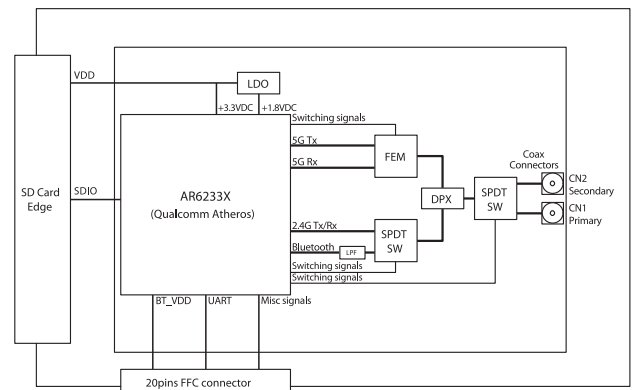 VDD
LDO
+3.3VDC
+1.8VDC
Switching signals
5G Tx
5G Rx
FEM
Coax
Connectors
CN2
Secondary
CN1
Primary
SD Card
Edge
SDIO
AR6233X
(Qualcomm Atheros)
DPX
SPDT
SW
2.4G Tx/Rx
Bluetooth
LPF
SPDT
SW
Switching signals
Switching signals
BT_VDD
UART
Misc signals
20pins FFC connector